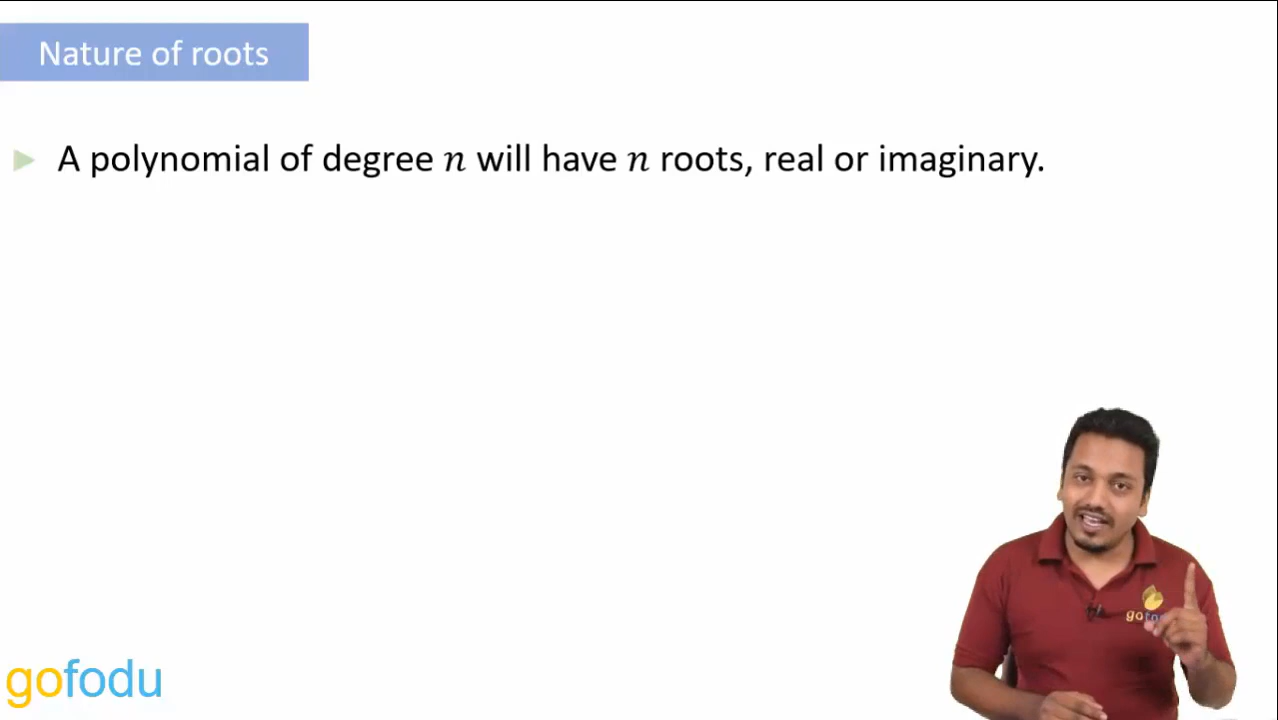 Nature of roots
A polynomial of degree n will have n roots, real or imaginary.
gofodu